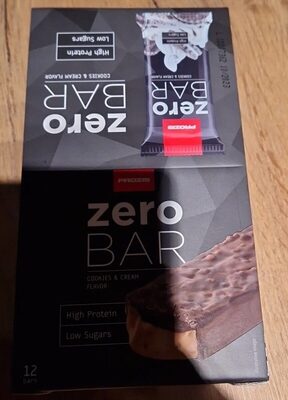 zero
BAR
COOKIES & CREAM FLAVOR
High Protein
Low Sugars
PROZIS
zero
BAR
COOKIES & CREAM
FLAVOR
High Protein
Low Sugars
12
BARS